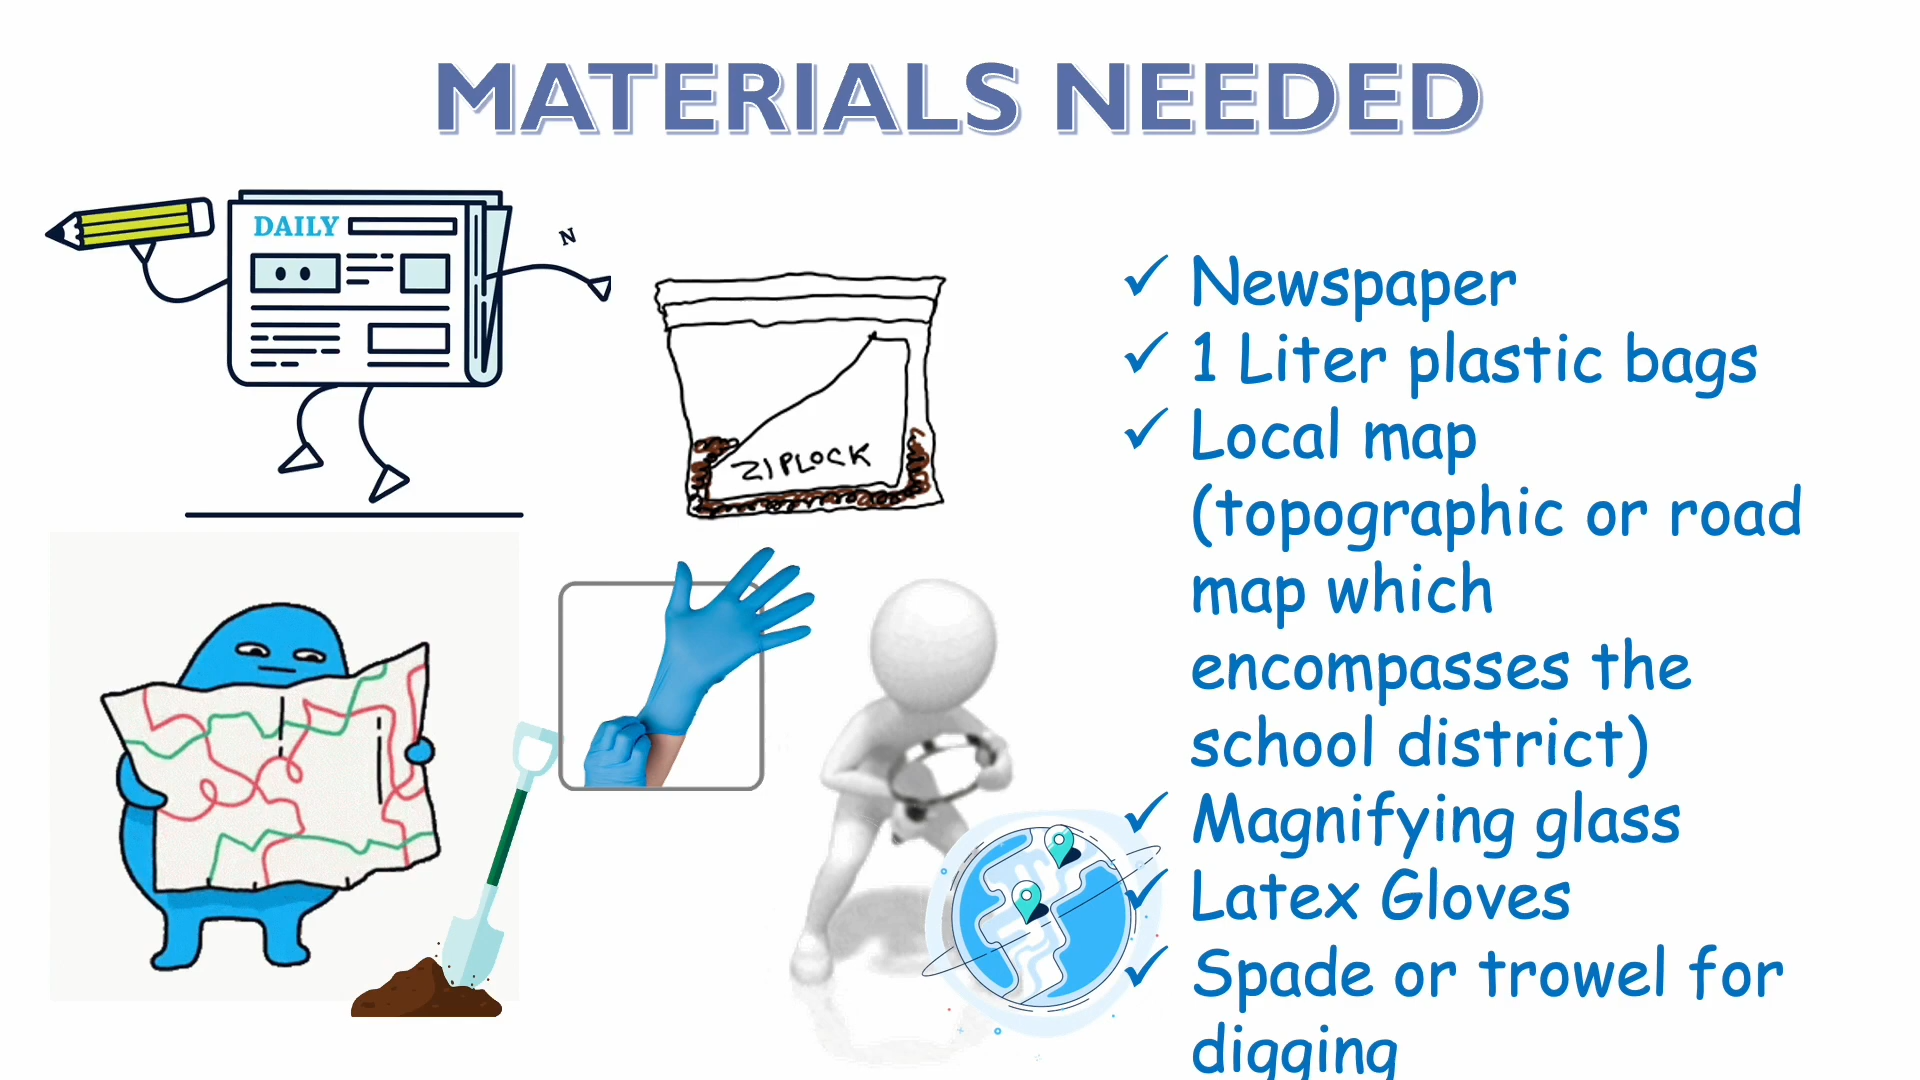 MATERIALS NEEDED
DAILY
N
ZIPLOCK
✓ Newspaper
✓ 1 Liter plastic bags
✓ Local map
(topographic or road
map which
encompasses the
school district)
✓ Magnifying glass
✓ Latex Gloves
✓ Spade or trowel for
digging